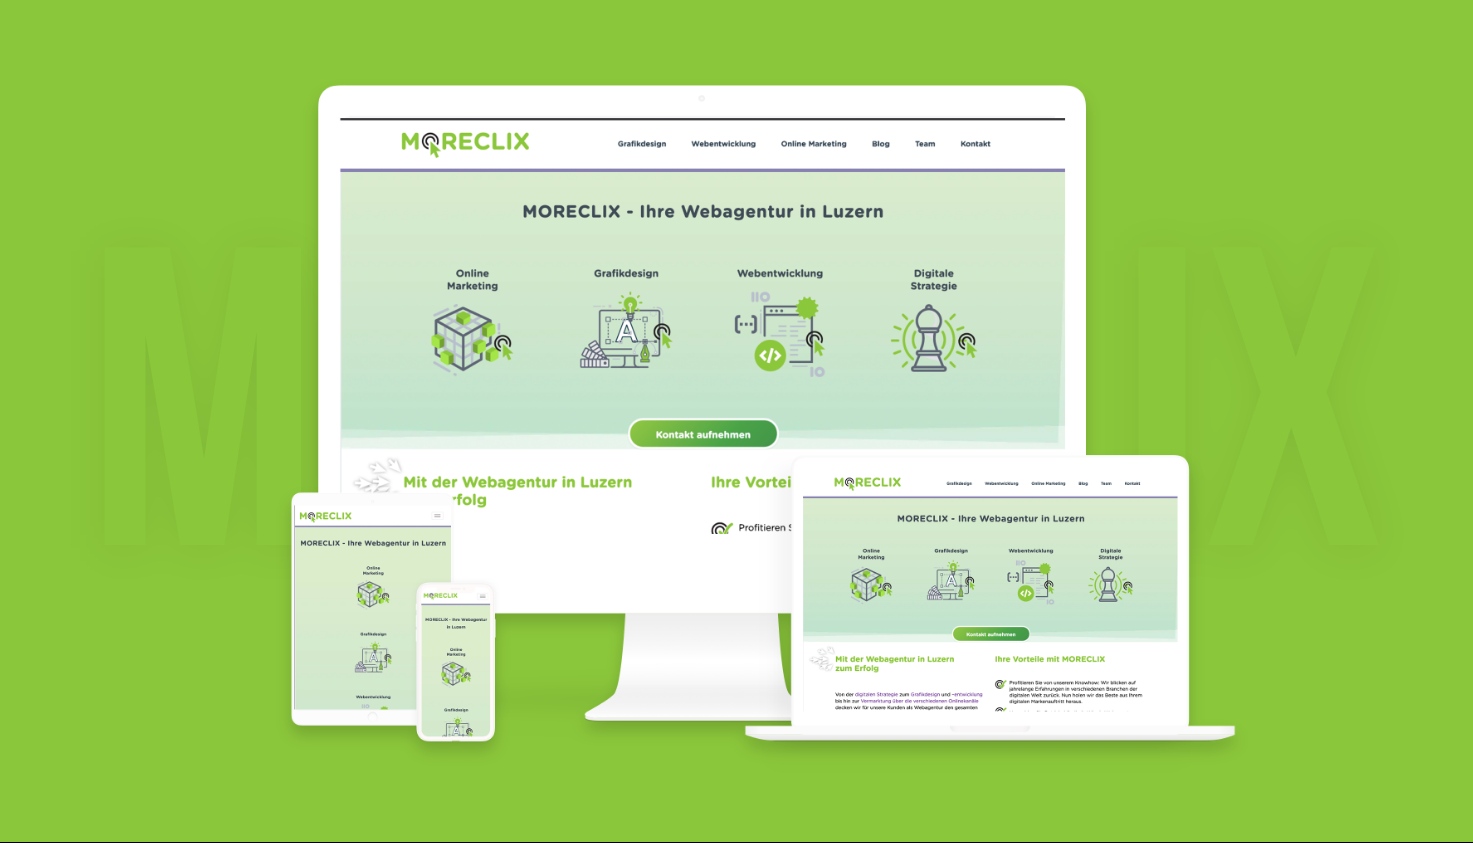 MORECLIX
Grafikdesign Webentwicklung Online Marketing Blog Team Kontakt
MORECLIX - Ihre Webagentur in Luzern
Online
Marketing
Grafikdesign
Webentwicklung
Digitale
Strategie
IIO
[...]
A
</>
IO
Kontakt aufnehmen
Mit der Webagentur in Luzern
rfolg
Ihre Vortei
Profitieren S
M
IX
MORECLIX
MORECLIX - Ihre Webagentur in Luzern
Online
Marketing
Grafikdesign
A
Webentwicklung
MORECLIX
MORECLIX - Ihre Webagentur
in Luzern
Online
Marketing
Grafikdesign
A
MORECLIX
Grafikdesign Webentwicklung Online Marketing Blog Team Kontakt
MORECLIX - Ihre Webagentur in Luzern
Online
Marketing
Grafikdesign
Webentwicklung
Digitale
Strategie
IIO
[...]
A
</>
IO
Kontakt aufnehmen
Mit der Webagentur in Luzern
zum Erfolg
Von der digitalen Strategie zum Grafikdesign und -entwicklung
bis hin zur Vermarktung über die verschiedenen Onlinekanäle
decken wir für unsere Kunden als Webagentur den gesamten
Ihre Vorteile mit MORECLIX
Profitieren Sie von unserem Knowhow: Wir blicken auf
jahrelange Erfahrungen in verschiedenen Branchen der
digitalen Welt zurück. Nun holen wir das Beste aus Ihrem
digitalen Markenauftritt heraus.